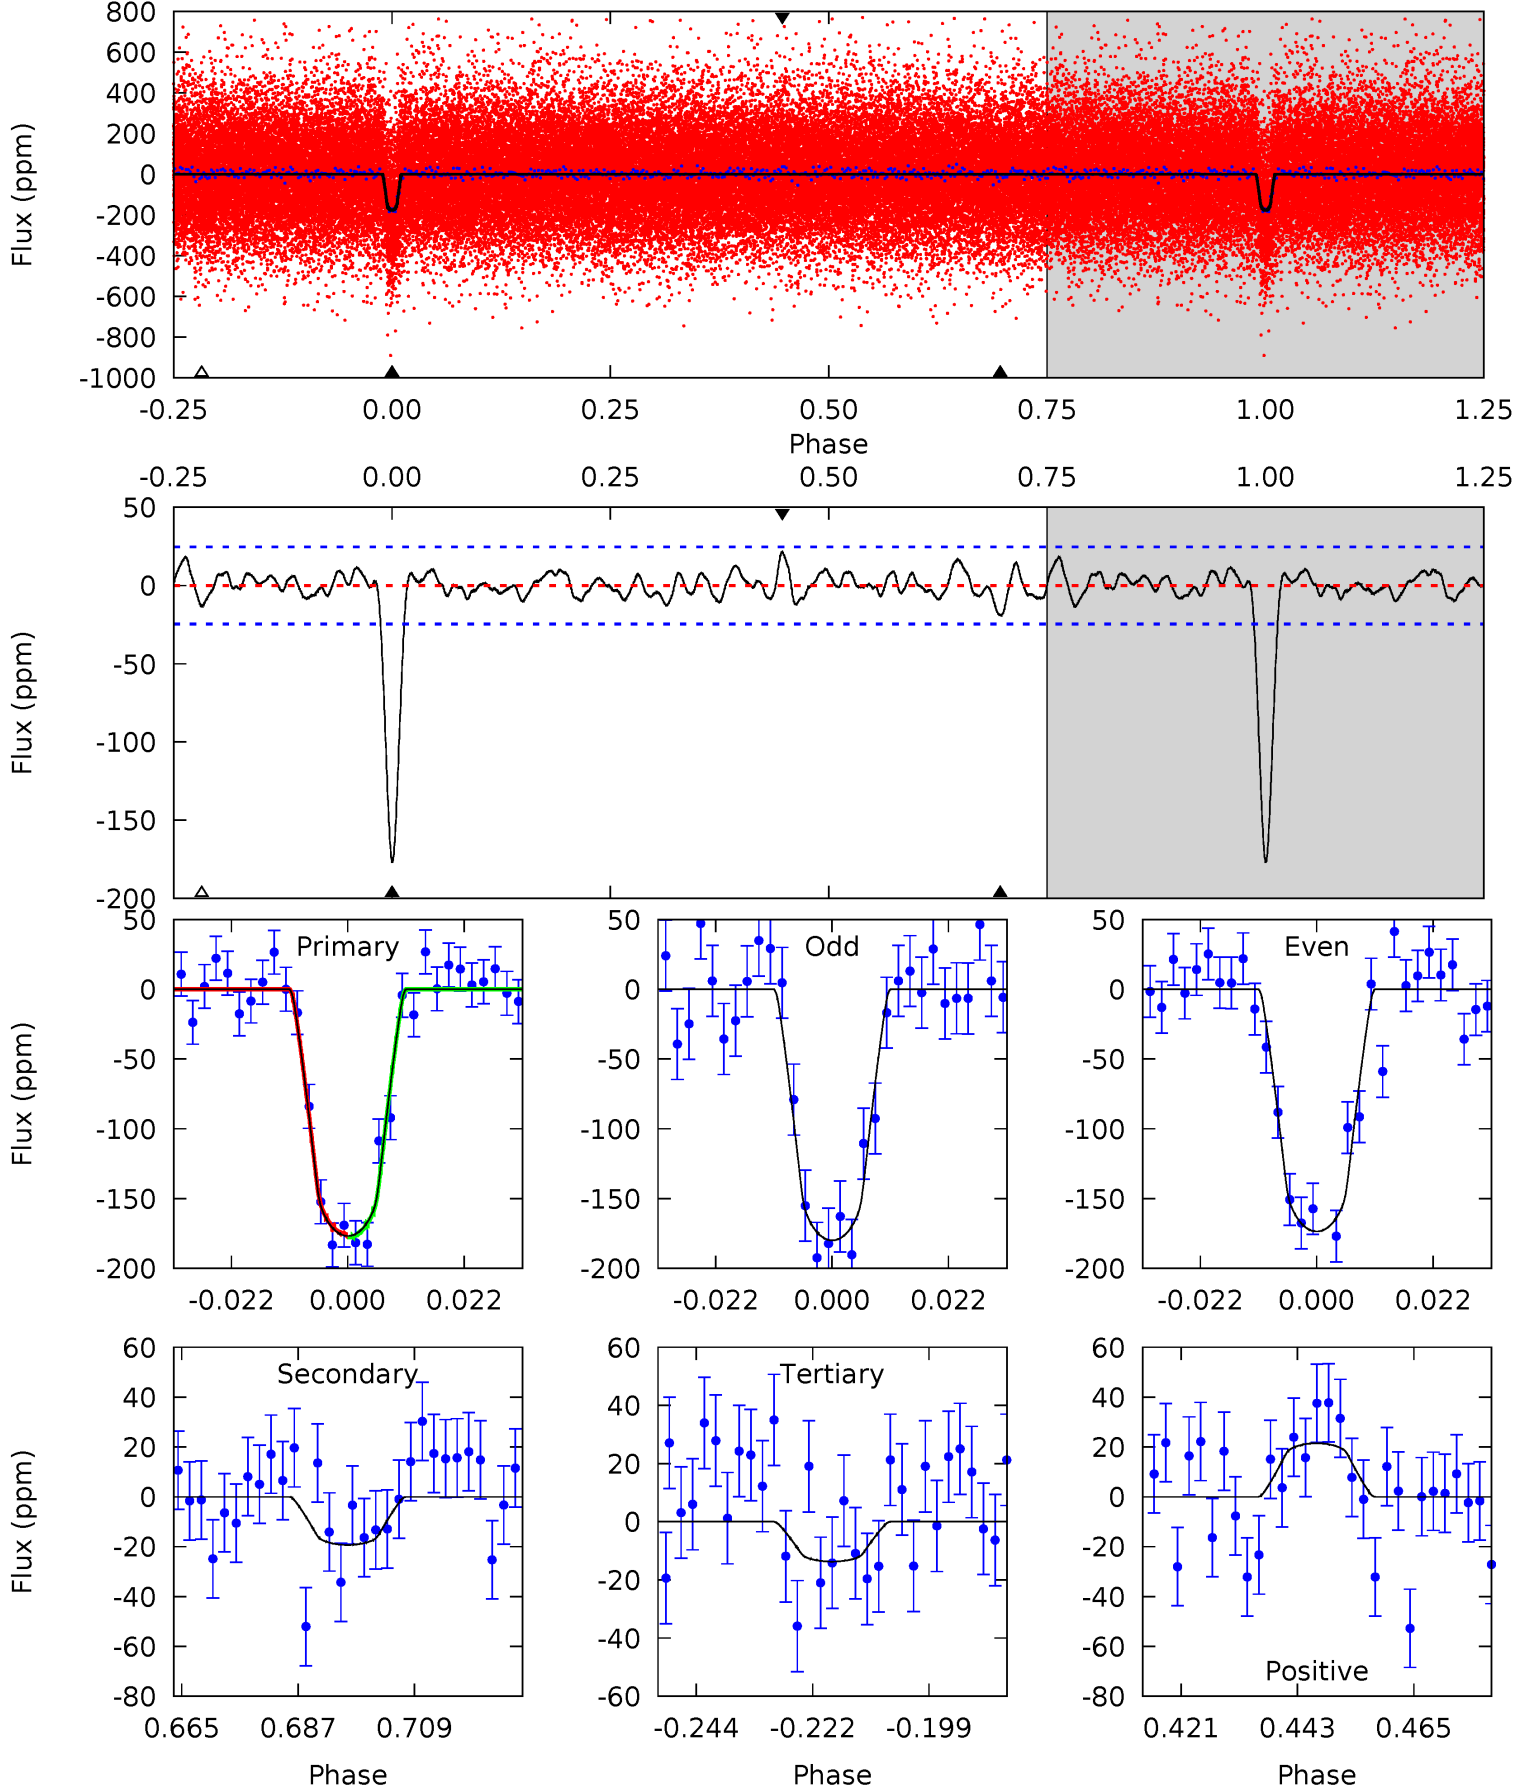 800
600
400
200
0
-200
-400
-600
-800
-1000
Flux (ppm)
-0.25 0.00 0.25 0.50 0.75 1.00 1.25
Phase
-0.25 0.00 0.25 0.50 0.75 1.00 1.25
50
0
-50
-100
-150
-200
Flux (ppm)
Primary Odd Even
50 50 50
0 0 0
-50 -50 -50
-100 -100 -100
-150 -150 -150
-200 -200 -200
Flux (ppm)
-0.022 0.000 0.022 -0.022 0.000 0.022 -0.022 0.000 0.022
Secondary Tertiary Positive
60 60 60
40 40 40
20 20 20
0 0 0
-20 -20 -20
-40 -40 -40
-60 -60 -60
-80 -80
Flux (ppm)
0.665 0.687 0.709 -0.244 -0.222 -0.199 0.421 0.443 0.465
Phase Phase Phase